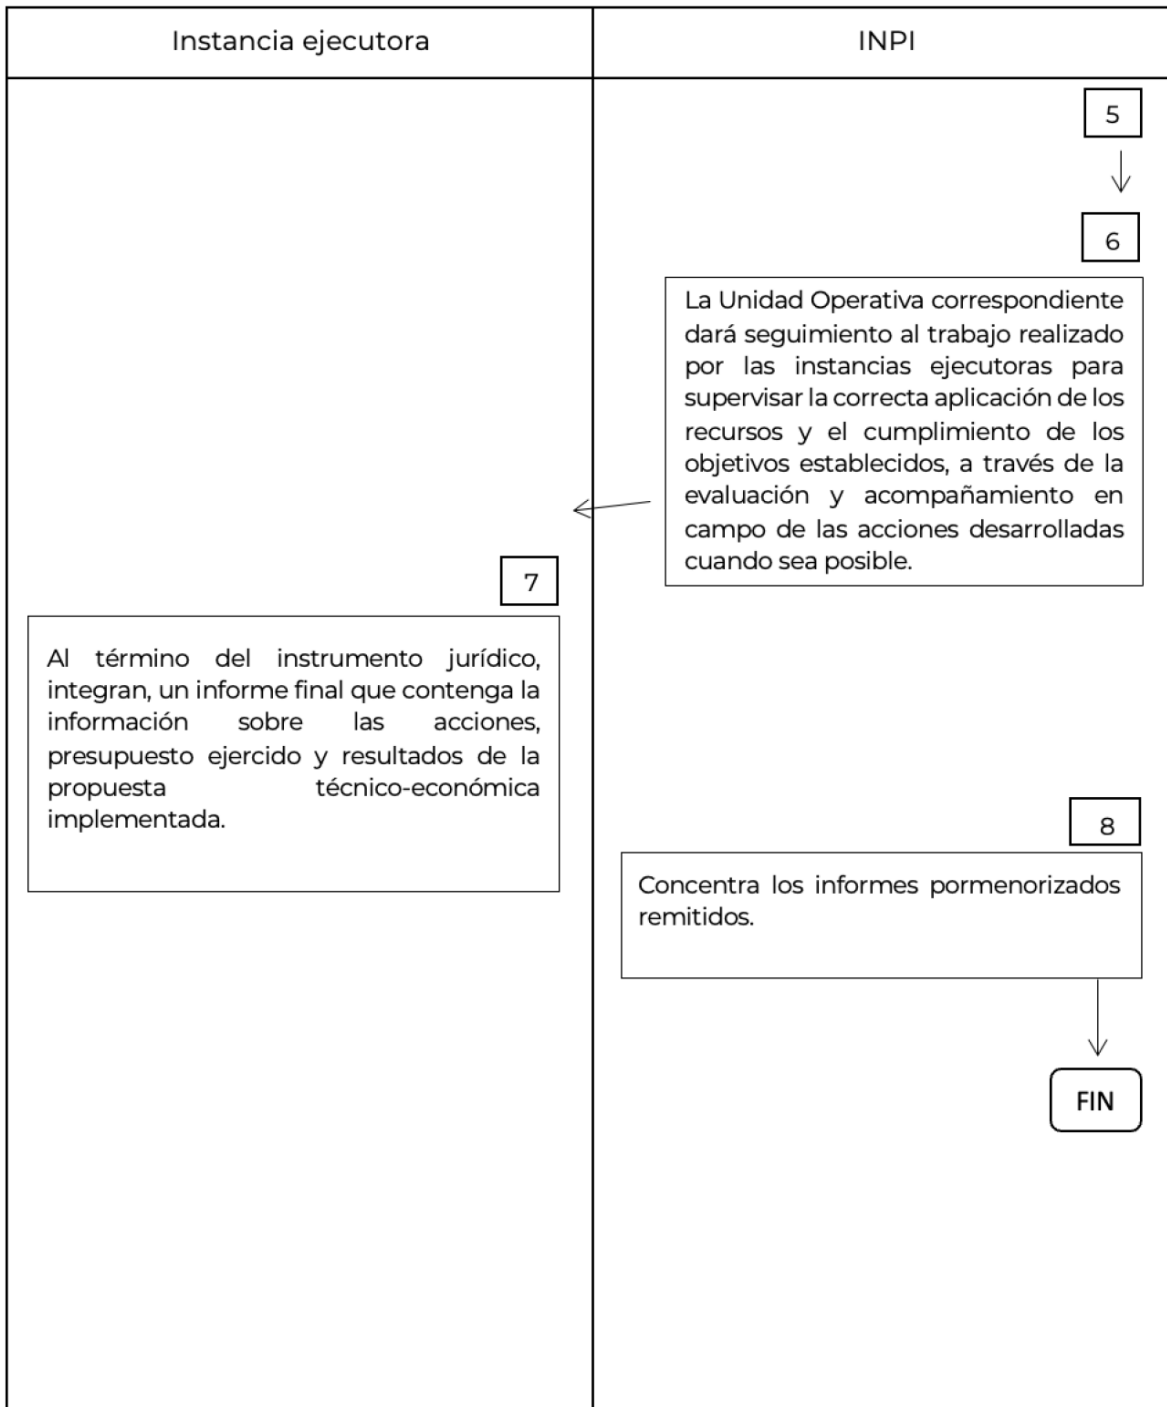 Instancia ejecutora
INPI
5
6
La Unidad Operativa correspondiente
dará seguimiento al trabajo realizado
por las instancias ejecutoras para
supervisar la correcta aplicación de los
recursos y el cumplimiento de los
objetivos establecidos, a través de la
evaluación y acompañamiento en
campo de las acciones desarrolladas
cuando sea posible.
7
Al término del instrumento jurídico,
integran, un informe final que contenga la
información sobre las acciones,
presupuesto ejercido y resultados de la
propuesta técnico-económica
implementada.
8
Concentra los informes pormenorizados
remitidos.
FIN